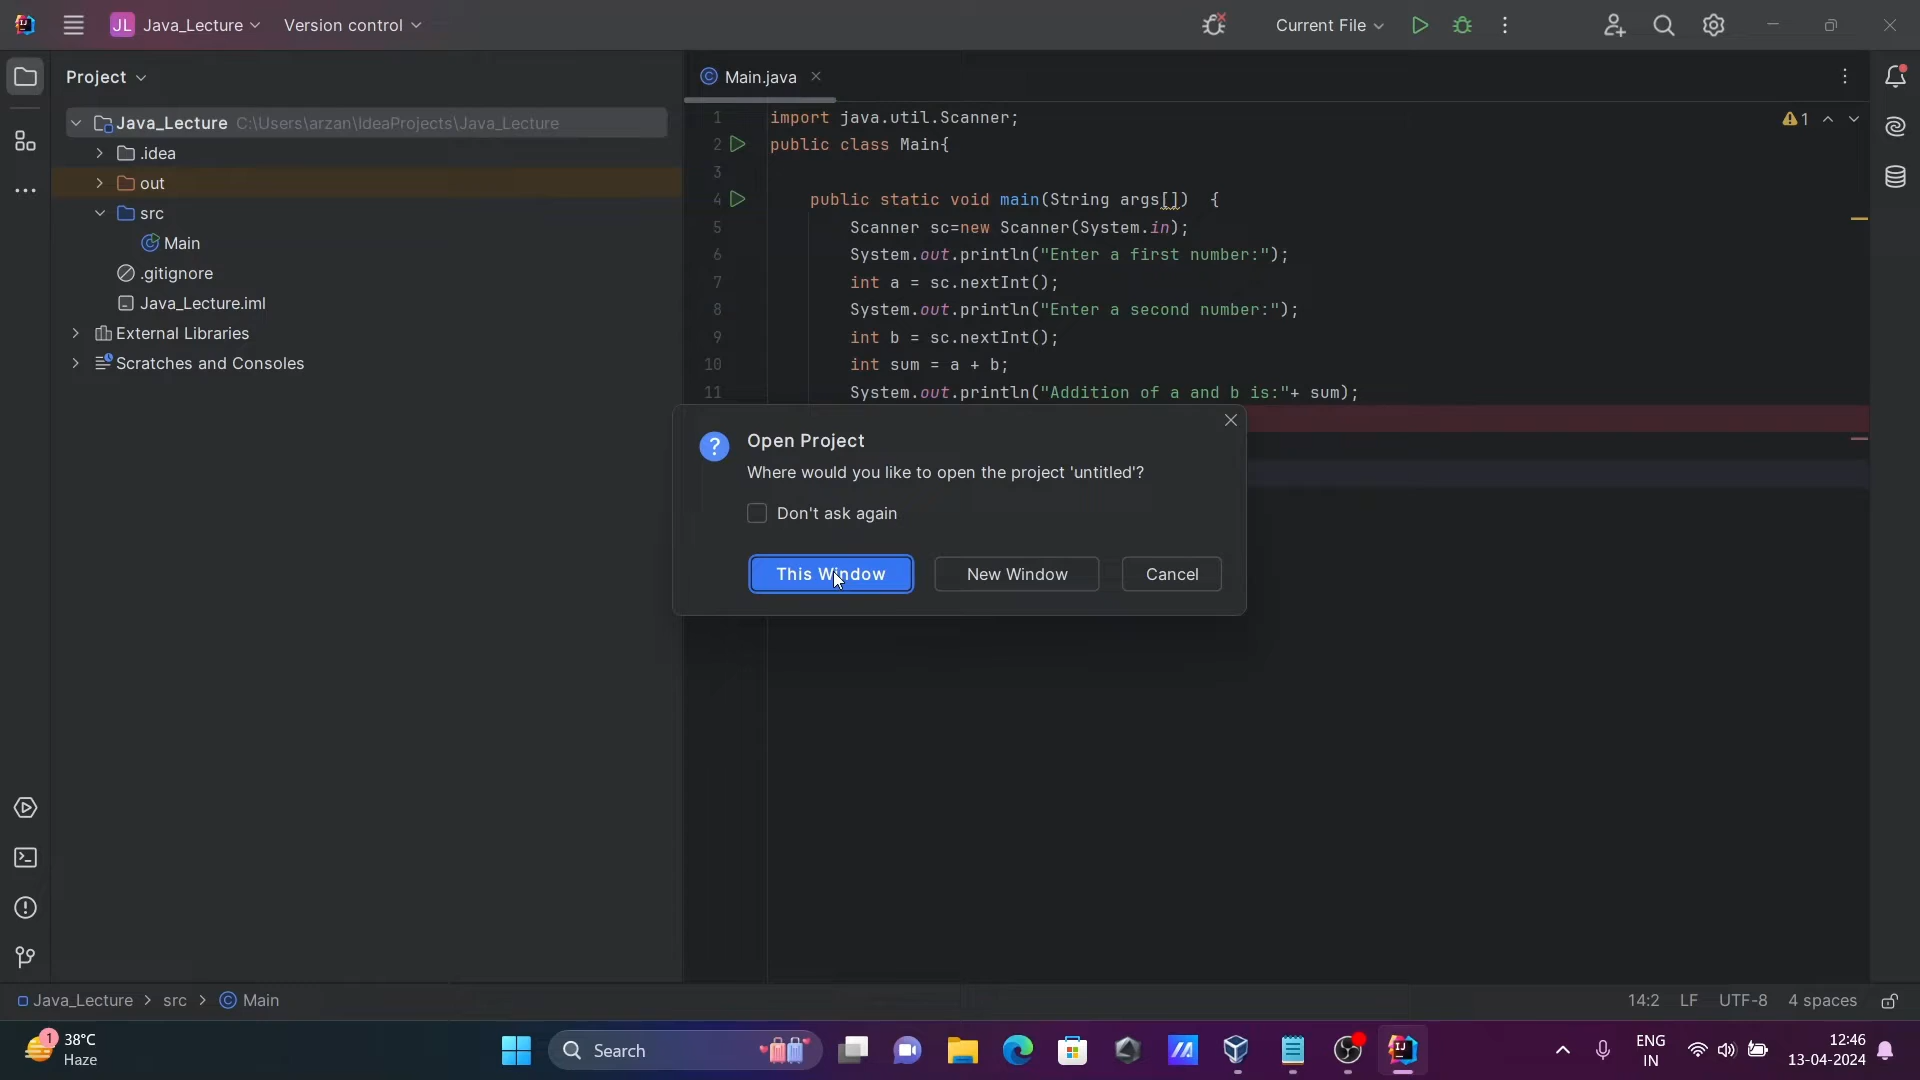 JL Java_Lecture Version control Current File
Project
Main.java
Java_Lecture C:\Users\arzan\IdeaProjects\Java_Lecture
.idea
out
src
Main
.gitignore
Java_Lecture.iml
External Libraries
Scratches and Consoles
1 import java.util.Scanner;
2 public class Main{
3
4 public static void main(String args[]) {
5 Scanner sc=new Scanner(System.in);
6 System.out.println("Enter a first number:");
7 int a = sc.nextInt();
8 System.out.println("Enter a second number:");
9 int b = sc.nextInt();
10 int sum = a + b;
11 System.out.println("Addition of a and b is:"+ sum);
1
Open Project
Where would you like to open the project 'untitled'?
Don't ask again
This Window New Window Cancel
Java_Lecture > src > Main
14:2 LF UTF-8 4 spaces
1 38°C
Haze
Search
ENG
IN
12:46
13-04-2024